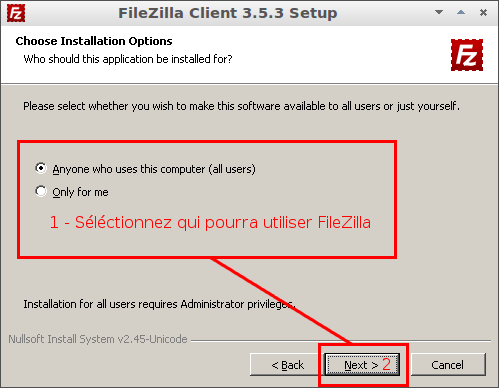 FileZilla Client 3.5.3 Setup
Choose Installation Options
Who should this application be installed for?
Fz
Please select whether you wish to make this software available to all users or just yourself.
Anyone who uses this computer (all users)
Only for me
1 - Séléctionnez qui pourra utiliser FileZilla
Installation for all users requires Administrator privileges.
Nullsoft Install System v2.45-Unicode
< Back Next > 2 Cancel